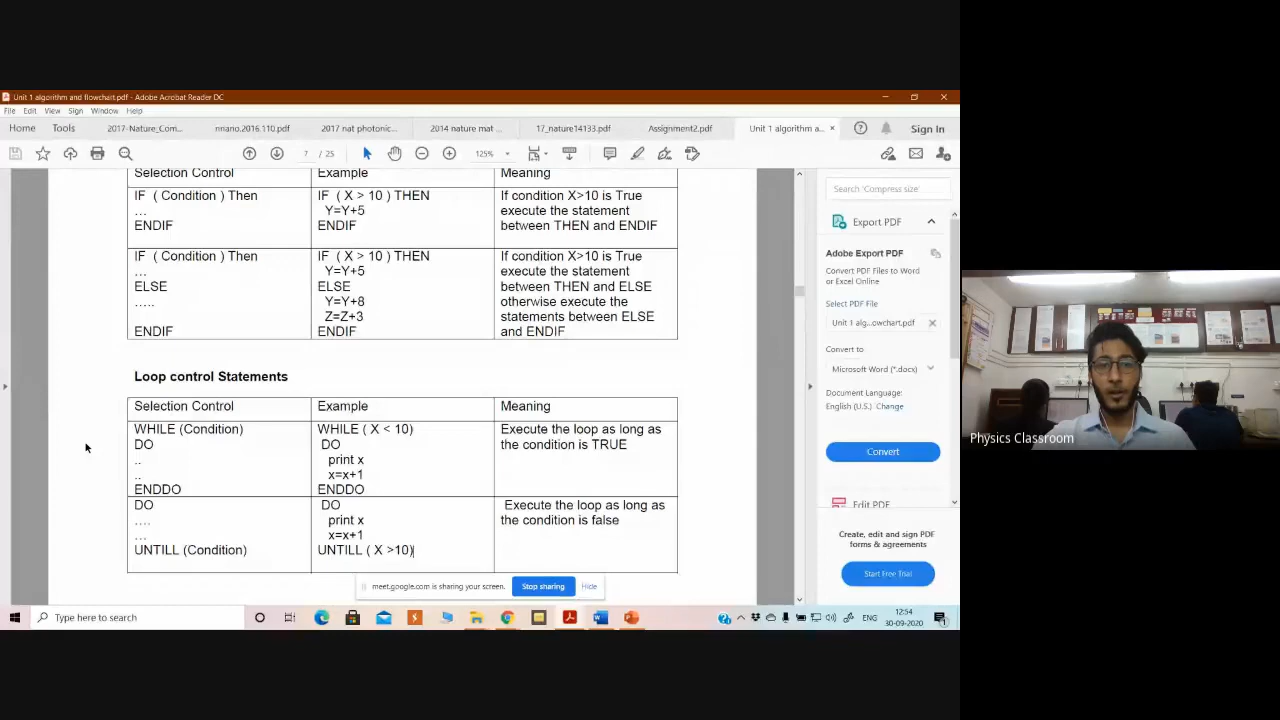 Unit 1 algorithm and flowchart.pdf - Adobe Acrobat Reader DC
File Edit View Sign Window Help
Home Tools 2017-Nature_Com... nnano.2016.110.pdf 2017 nat photonic... 2014 nature mat ... 17_nature14133.pdf Assignment2.pdf Unit 1 algorithm a... × Sign In
7 / 25 125%
Selection Control Example Meaning
IF ( Condition ) Then
...
ENDIF
IF ( X > 10 ) THEN
Y=Y+5
ENDIF
If condition X>10 is True
execute the statement
between THEN and ENDIF
IF ( Condition ) Then
...
ELSE
.....
ENDIF
IF ( X > 10 ) THEN
Y=Y+5
ELSE
Y=Y+8
Z=Z+3
ENDIF
If condition X>10 is True
execute the statement
between THEN and ELSE
otherwise execute the
statements between ELSE
and ENDIF
Loop control Statements
Selection Control Example Meaning
WHILE (Condition)
DO
..
..
ENDDO
WHILE ( X < 10)
DO
print x
x=x+1
ENDDO
Execute the loop as long as
the condition is TRUE
DO
....
...
UNTILL (Condition)
DO
print x
x=x+1
UNTILL ( X >10)
Execute the loop as long as
the condition is false
Search 'Compress size'
Export PDF
Adobe Export PDF
Convert PDF Files to Word
or Excel Online
Select PDF File
Unit 1 alg...owchart.pdf ×
Convert to
Microsoft Word (*.docx)
Document Language:
English (U.S.) Change
Convert
Edit PDF
Create, edit and sign PDF
forms & agreements
Start Free Trial
meet.google.com is sharing your screen. Stop sharing Hide
Type here to search
ENG
12:54
30-09-2020
Physics Classroom